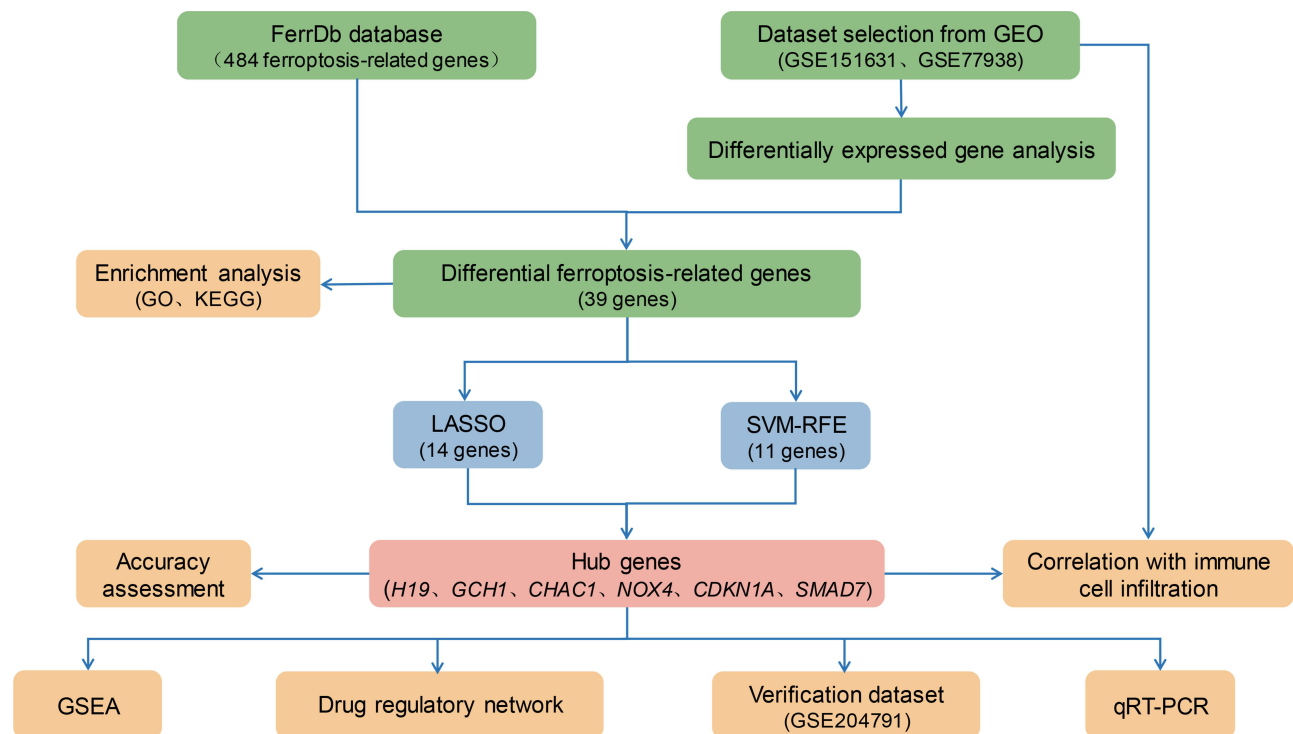 FerrDb database
（484 ferroptosis-related genes）
Dataset selection from GEO
(GSE151631、GSE77938)
Differentially expressed gene analysis
Enrichment analysis
(GO、KEGG)
Differential ferroptosis-related genes
(39 genes)
LASSO
(14 genes)
SVM-RFE
(11 genes)
Accuracy
assessment
Hub genes
(H19、GCH1、CHAC1、NOX4、CDKN1A、SMAD7)
Correlation with immune
cell infiltration
GSEA
Drug regulatory network
Verification dataset
(GSE204791)
qRT-PCR